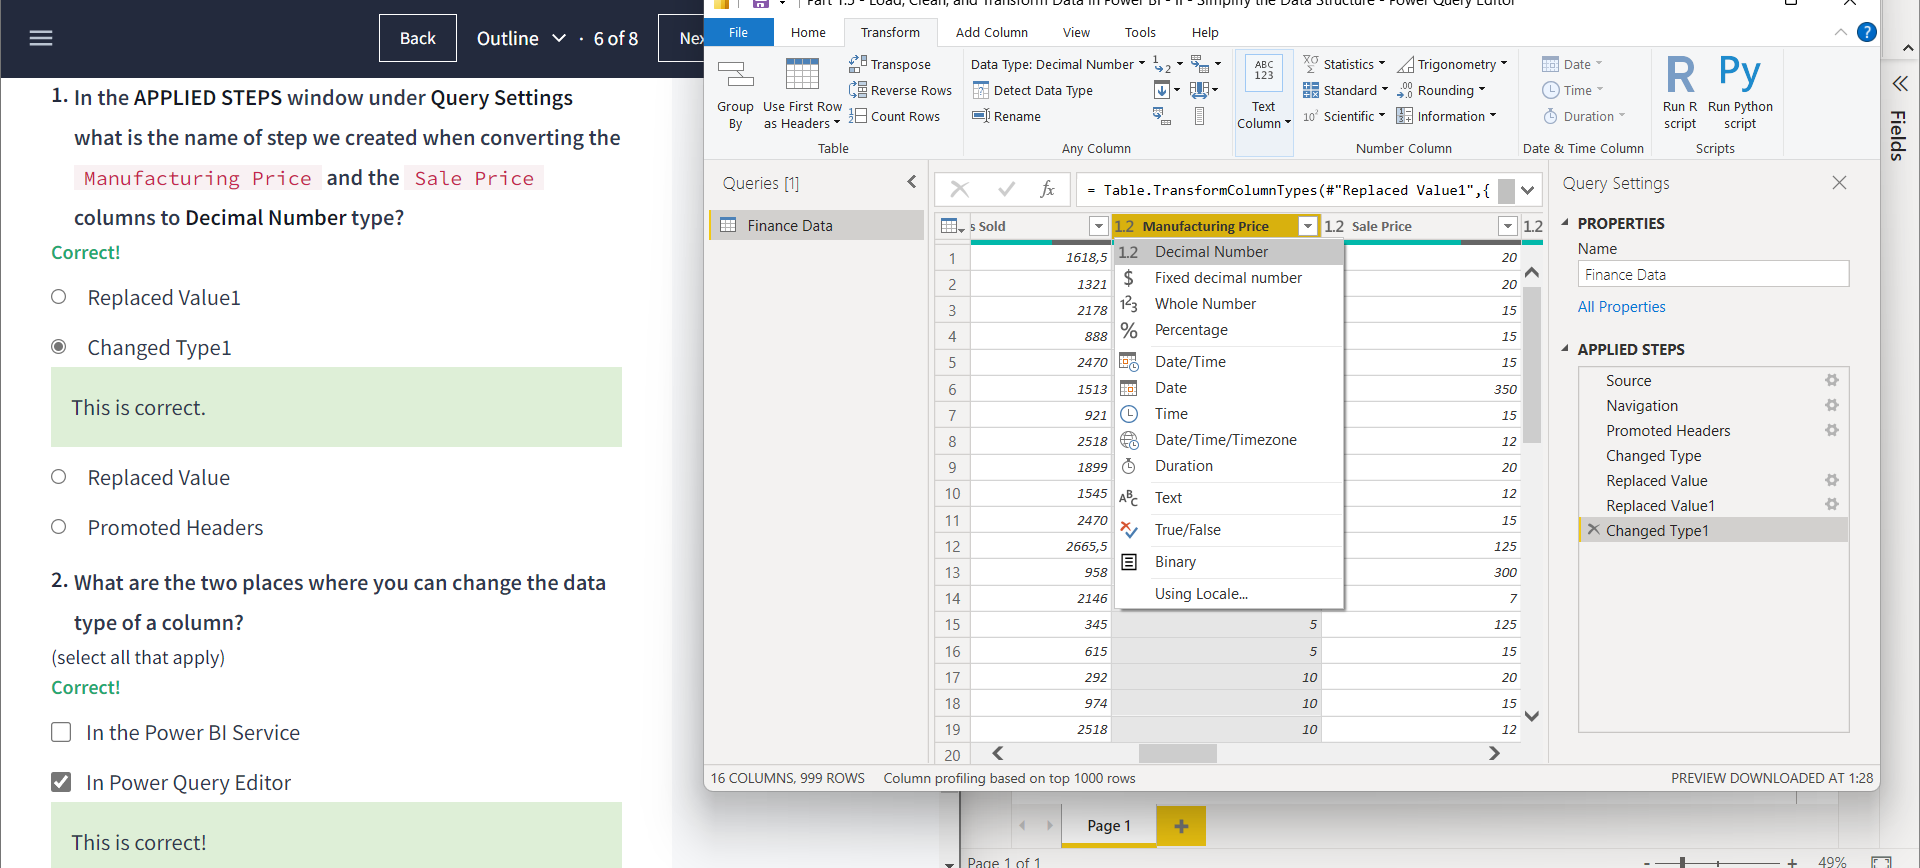 Back
Outline
· 6 of 8
1. In the APPLIED STEPS window under Query Settings
what is the name of step we created when converting the
Manufacturing Price and the Sale Price
columns to Decimal Number type?
Correct!
Replaced Value1
Changed Type1
This is correct.
Replaced Value
Promoted Headers
2. What are the two places where you can change the data
type of a column?
(select all that apply)
Correct!
In the Power BI Service
In Power Query Editor
This is correct!
Part 1.5 - Load, Clean, and Transform Data in Power BI - II - Simplify the Data Structure - Power Query Editor
File
Home
Transform
Add Column
View
Tools
Help
?
Group
By
Use First Row
as Headers
Transpose
Reverse Rows
Count Rows
Table
Data Type: Decimal Number
Detect Data Type
Rename
Any Column
ABC
123
Text
Column
Statistics
Standard
Scientific
Trigonometry
Rounding
Information
Number Column
Date
Time
Duration
Date & Time Column
R
Run R
script
Py
Run Python
script
Scripts
Queries [1]
Finance Data
fx
= Table.TransformColumnTypes(#"Replaced Value1",{
s Sold
1.2 Manufacturing Price
1.2 Sale Price
1.2
1 1618,5 20
2 1321 20
3 2178 15
4 888 15
5 2470 15
6 1513 350
7 921 15
8 2518 12
9 1899 20
10 1545 12
11 2470 15
12 2665,5 125
13 958 300
14 2146 7
15 345 5 125
16 615 5 15
17 292 10 20
18 974 10 15
19 2518 10 12
20
1.2 Decimal Number
$ Fixed decimal number
123 Whole Number
% Percentage
Date/Time
Date
Time
Date/Time/Timezone
Duration
ABC Text
True/False
Binary
Using Locale...
Query Settings
PROPERTIES
Name
Finance Data
All Properties
APPLIED STEPS
Source
Navigation
Promoted Headers
Changed Type
Replaced Value
Replaced Value1
Changed Type1
16 COLUMNS, 999 ROWS
Column profiling based on top 1000 rows
PREVIEW DOWNLOADED AT 1:28
Fields
Page 1
Page 1 of 1
49%